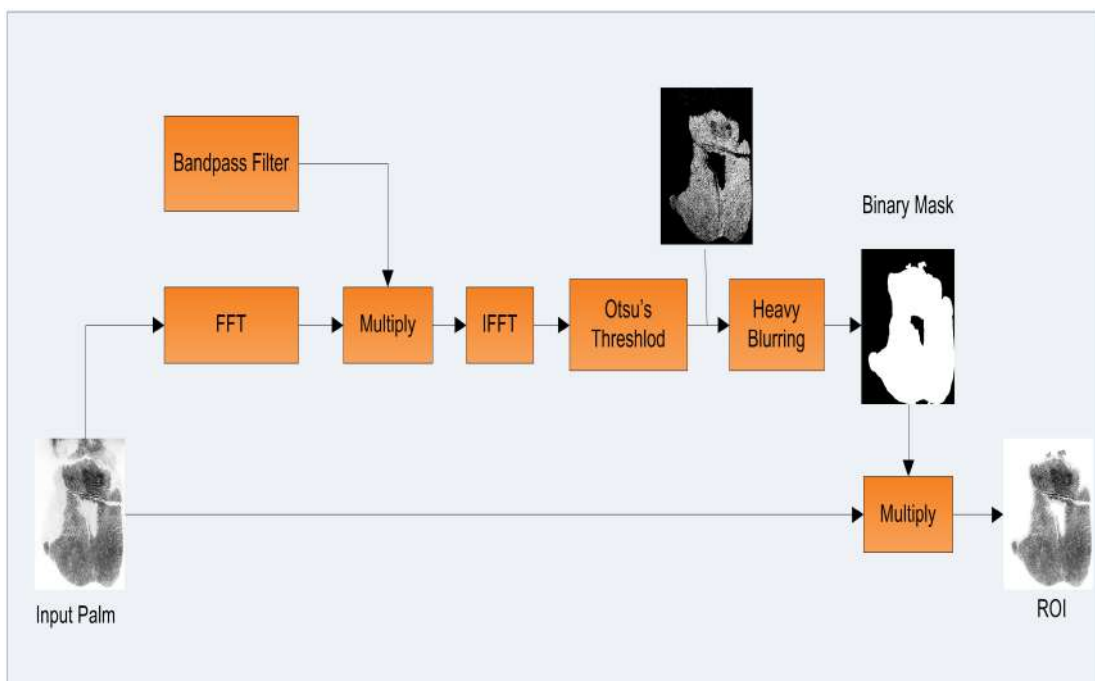 Bandpass Filter
Binary Mask
FFT
Multiply
IFFT
Otsu's
Threshlod
Heavy
Blurring
Multiply
Input Palm
ROI